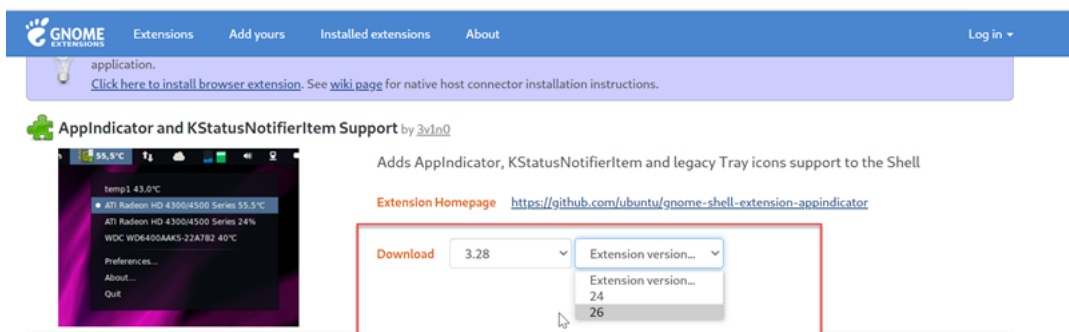 GNOME EXTENSIONS Extensions Add yours Installed extensions About Log in
application.
Click here to install browser extension. See wiki page for native host connector installation instructions.
AppIndicator and KStatusNotifierItem Support by 3v1n0
55,5°C
temp1 43.0°C
ATI Radeon HD 4300/4500 Series 55.5°C
ATI Radeon HD 4300/4500 Series 24%
WDC WD6400AAKS-22A7B2 40°C
Preferences...
About...
Quit
Adds AppIndicator, KStatusNotifierItem and legacy Tray icons support to the Shell
Extension Homepage https://github.com/ubuntu/gnome-shell-extension-appindicator
Download 3.28 Extension version...
Extension version...
24
26